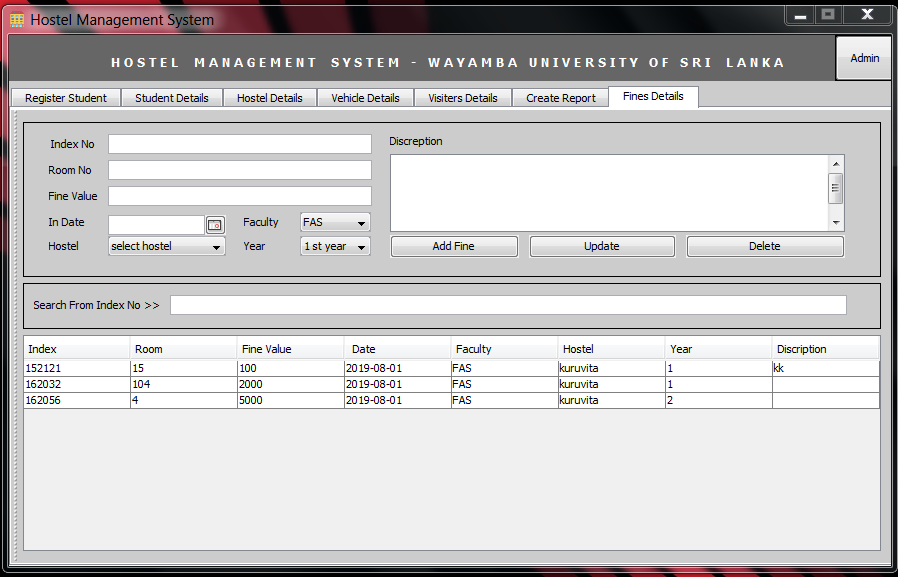 Hostel Management System
HOSTEL MANAGEMENT SYSTEM - WAYAMBA UNIVERSITY OF SRI LANKA
Admin
Register Student Student Details Hostel Details Vehicle Details Visiters Details Create Report Fines Details
Index No
Room No
Fine Value
In Date
Faculty FAS
Hostel select hostel
Year 1 st year
Discreption
Add Fine Update Delete
Search From Index No >>
Index Room Fine Value Date Faculty Hostel Year Discription
152121 15 100 2019-08-01 FAS kuruvita 1 kk
162032 104 2000 2019-08-01 FAS kuruvita 1
162056 4 5000 2019-08-01 FAS kuruvita 2